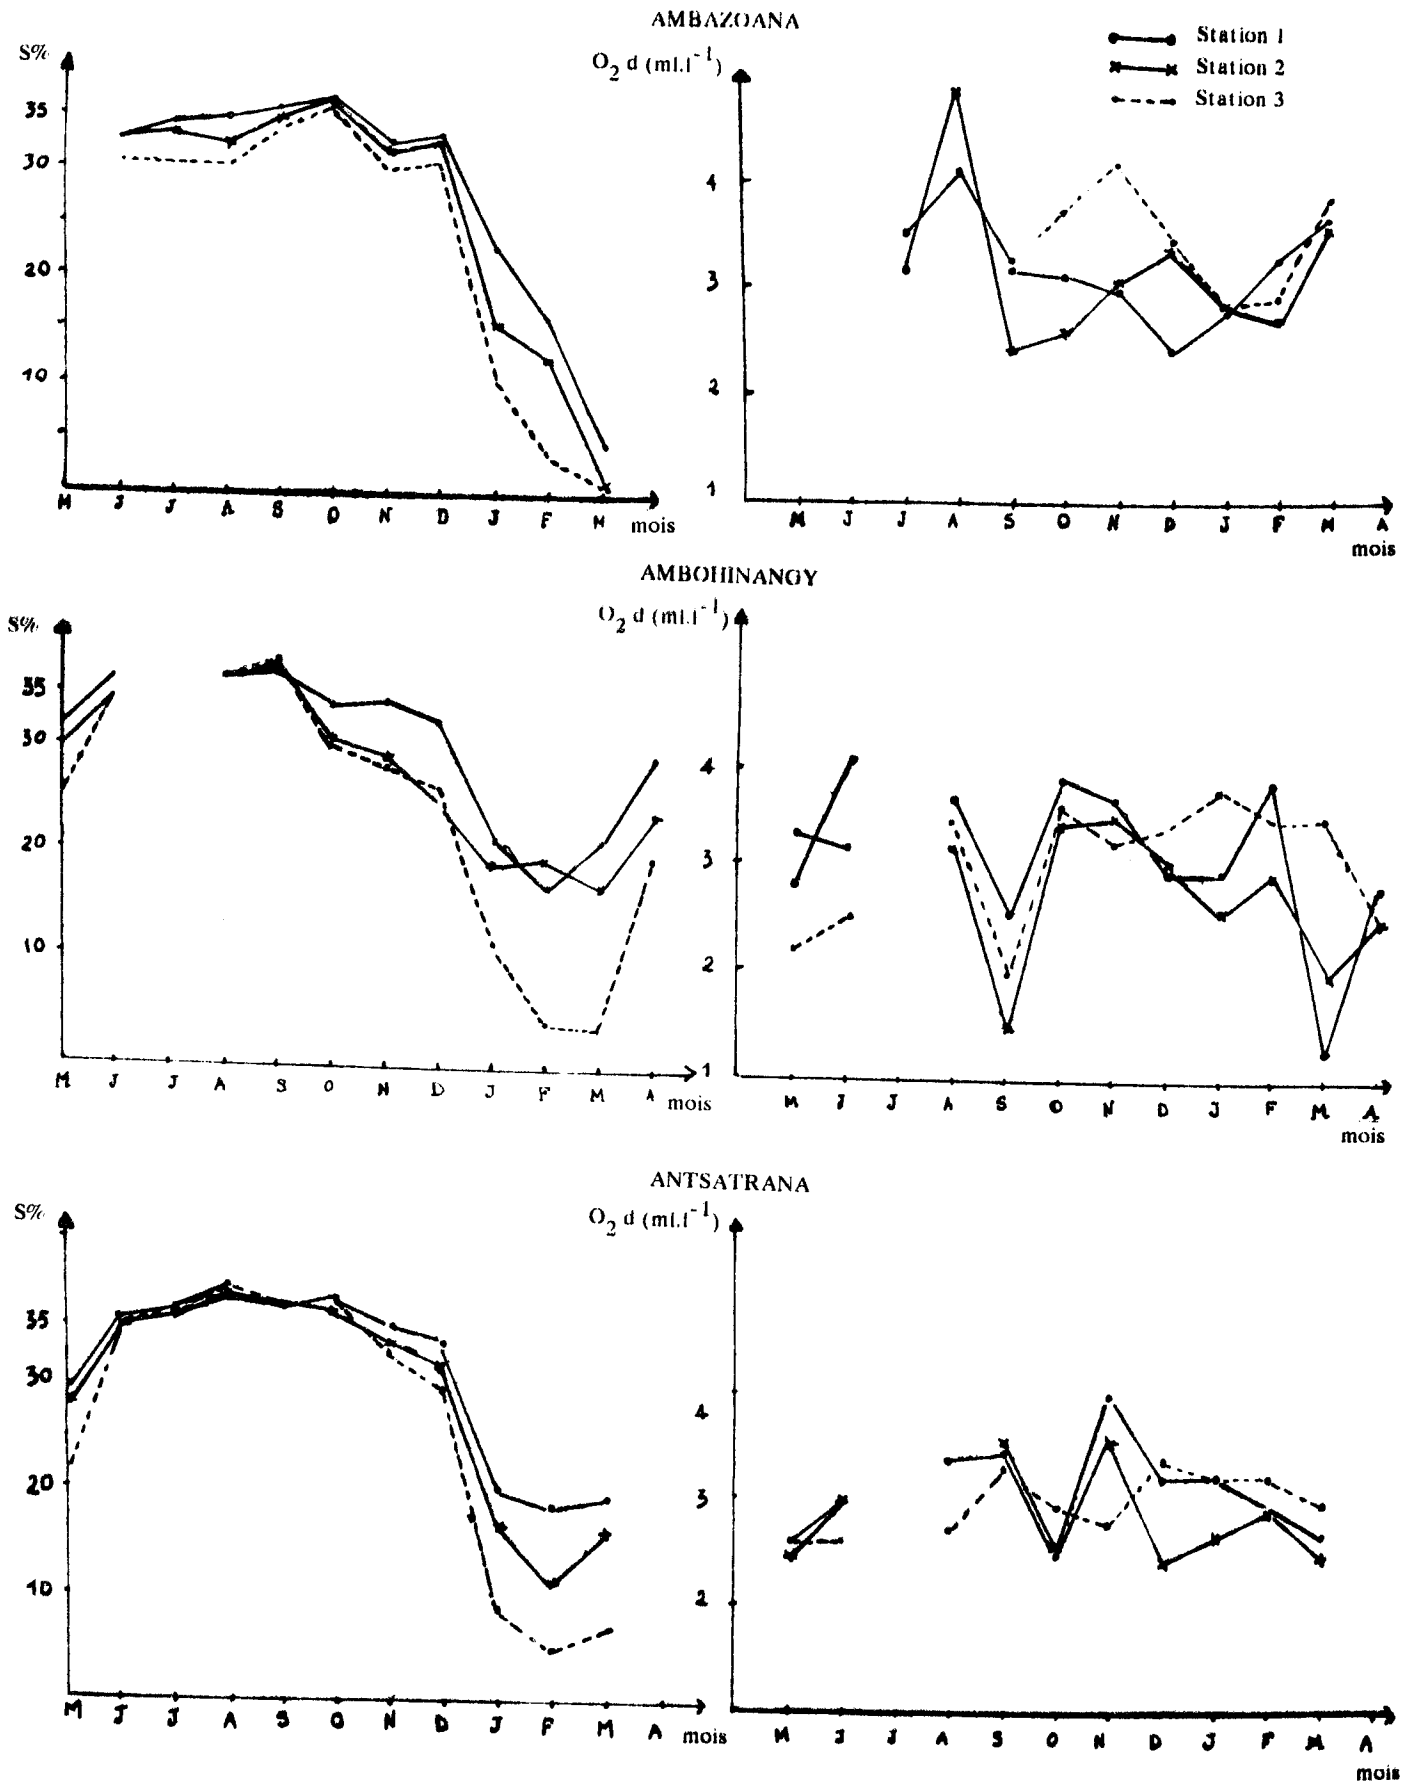 AMBAZOANA
Station 1
Station 2
Station 3
S%
35
30
20
10
M J J A S O N D J F M mois
O2 d (ml.l-1)
4
3
2
1
M J J A S O N D J F M A
mois
AMBOHINANGY
S%
35
30
20
10
M J J A S O N D J F M A mois
O2 d (ml.l-1)
4
3
2
1
M J J A S O N D J F M A
mois
ANTSATRANA
S%
35
30
20
10
M J J A S O N D J F M A mois
O2 d (ml.l-1)
4
3
2
M J J A S O N D J F M A
mois